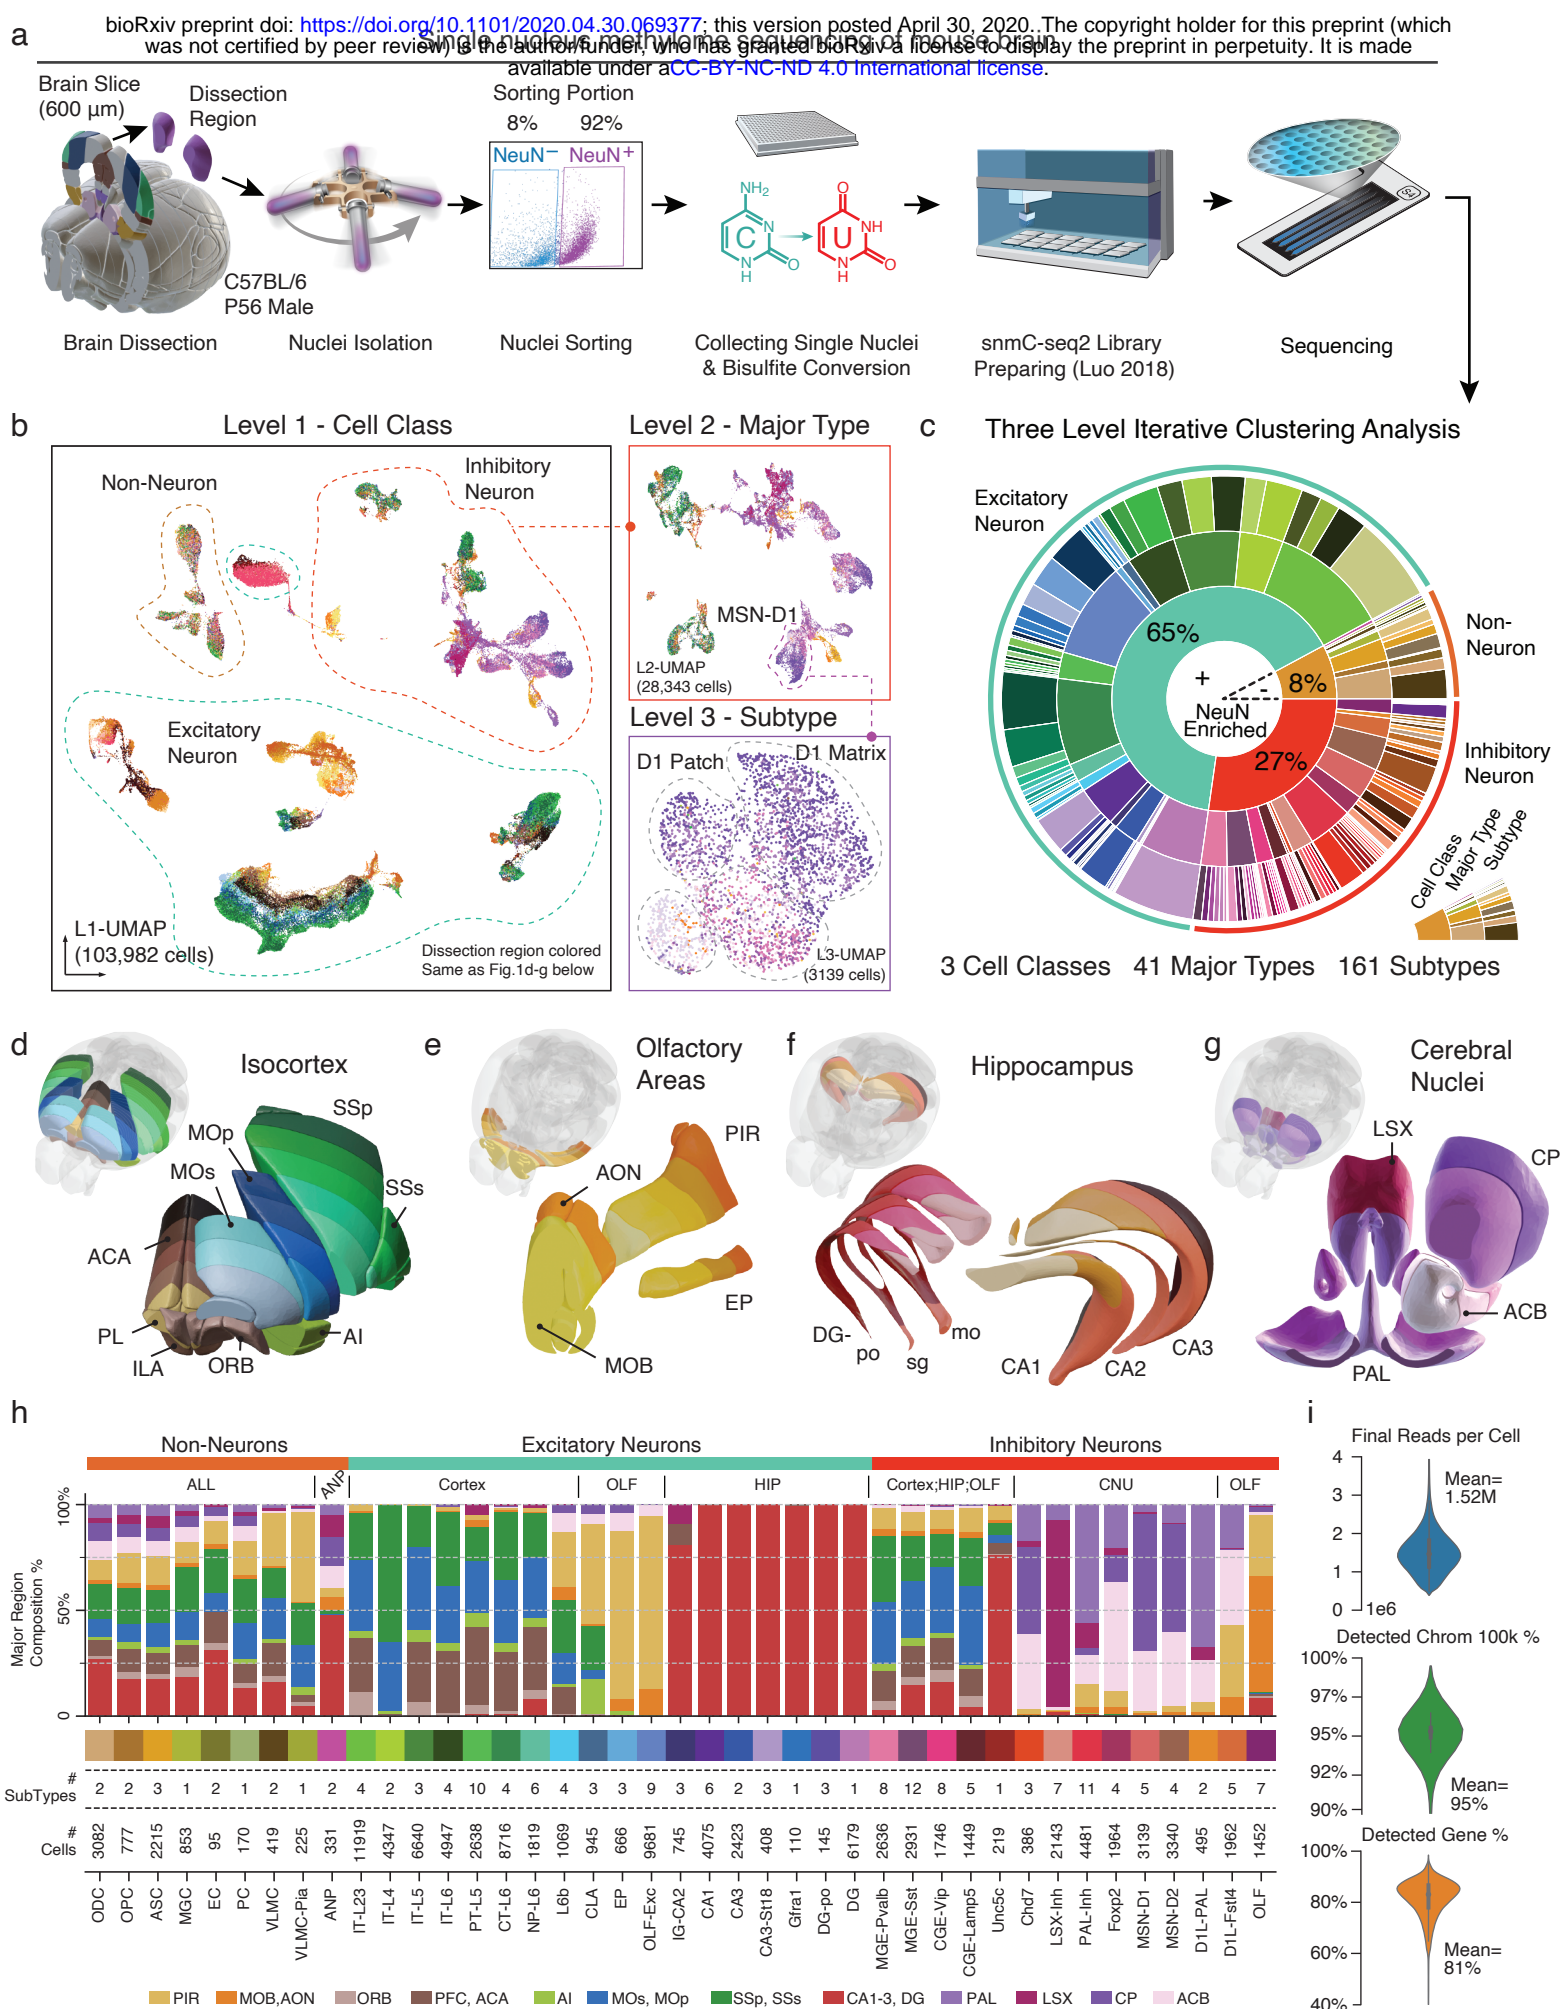 bioRxiv preprint doi: https://doi.org/10.1101/2020.04.30.069377; this version posted April 30, 2020. The copyright holder for this preprint (which
was not certified by peer review) is the author/funder, who has granted bioRxiv a license to display the preprint in perpetuity. It is made
available under aCC-BY-NC-ND 4.0 International license.
a
Single nucleus methylome sequencing of mouse brain
Brain Slice
(600 µm)
Dissection
Region
C57BL/6
P56 Male
Sorting Portion
8% 92%
NeuN− NeuN+
NH2
N
C
N
H
O
O
NH
U
N
H
O
S4
Brain Dissection
Nuclei Isolation
Nuclei Sorting
Collecting Single Nuclei
& Bisulfite Conversion
snmC-seq2 Library
Preparing (Luo 2018)
Sequencing
b
Level 1 - Cell Class
Non-Neuron
Inhibitory
Neuron
Excitatory
Neuron
L1-UMAP
(103,982 cells)
Dissection region colored
Same as Fig.1d-g below
Level 2 - Major Type
MSN-D1
L2-UMAP
(28,343 cells)
Level 3 - Subtype
D1 Patch
D1 Matrix
L3-UMAP
(3139 cells)
c
Three Level Iterative Clustering Analysis
Excitatory
Neuron
Non-
Neuron
Inhibitory
Neuron
65%
8%
27%
+
-
NeuN
Enriched
Cell Class
Major Type
Subtype
3 Cell Classes 41 Major Types 161 Subtypes
d
Isocortex
SSp
MOp
MOs
SSs
ACA
PL
ILA
ORB
AI
e
Olfactory
Areas
PIR
AON
EP
MOB
f
Hippocampus
DG-
po
sg
mo
CA1
CA2
CA3
g
Cerebral
Nuclei
LSX
CP
ACB
PAL
h
Non-Neurons Excitatory Neurons Inhibitory Neurons
ALL ANP Cortex OLF HIP Cortex;HIP;OLF CNU OLF
Major Region
Composition %
100%
50%
0
#
SubTypes
2 2 3 1 2 1 2 1 2 4 2 3 4 10 4 6 4 3 3 9 3 6 2 3 1 3 1 8 12 8 5 1 3 7 11 4 5 4 2 5 7
#
Cells
3082 777 2215 853 95 170 419 225 331 11919 4347 6640 4947 2638 8716 1819 1069 945 666 9681 745 4075 2423 408 110 145 6179 2636 2931 1746 1449 219 386 2143 4481 1964 3139 3340 495 1962 1452
ODC OPC ASC MGC EC PC VLMC VLMC-Pia ANP IT-L23 IT-L4 IT-L5 IT-L6 PT-L5 CT-L6 NP-L6 L6b CLA EP OLF-Exc IG-CA2 CA1 CA3 CA3-St18 Gfra1 DG-po DG MGE-Pvalb MGE-Sst CGE-Vip CGE-Lamp5 Unc5c Chd7 LSX-Inh PAL-Inh Foxp2 MSN-D1 MSN-D2 D1L-PAL D1L-Fstl4 OLF
PIR MOB,AON ORB PFC, ACA AI MOs, MOp SSp, SSs CA1-3, DG PAL LSX CP ACB
i
Final Reads per Cell
4
3
2
1
0
1e6
Mean=
1.52M
Detected Chrom 100k %
100%
97%
95%
92%
90%
Mean=
95%
Detected Gene %
100%
80%
60%
40%
Mean=
81%